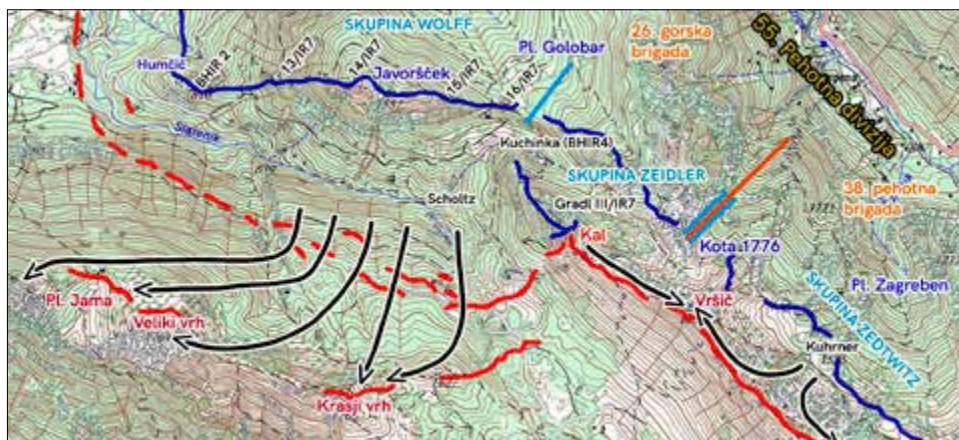 SKUPINA WOLFF
26. gorska
brigada
55. Pehotna divizija
Humčić
BHIR 2
13/IR7
14/IR7
Javoršček
15/IR7
16/IR7
Pl. Golobar
Slatenik
Kuchinka (BHIR4)
SKUPINA ZEIDLER
38. pehotna
brigada
Scholtz
Gradl III/IR7
Kal
Kota 1776
Pl. Jama
Veliki vrh
Vršič
Pl. Zagreben
SKUPINA ZEDTWITZ
Kuhrner
Krasji vrh